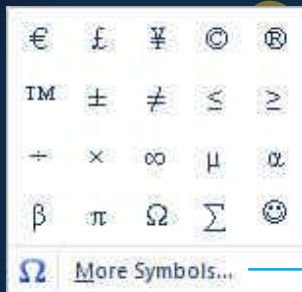 € £ ¥ © ®
TM ± ≠ ≤ ≥
÷ × ∞ µ α
β π Ω ∑ ☺
Ω More Symbols...